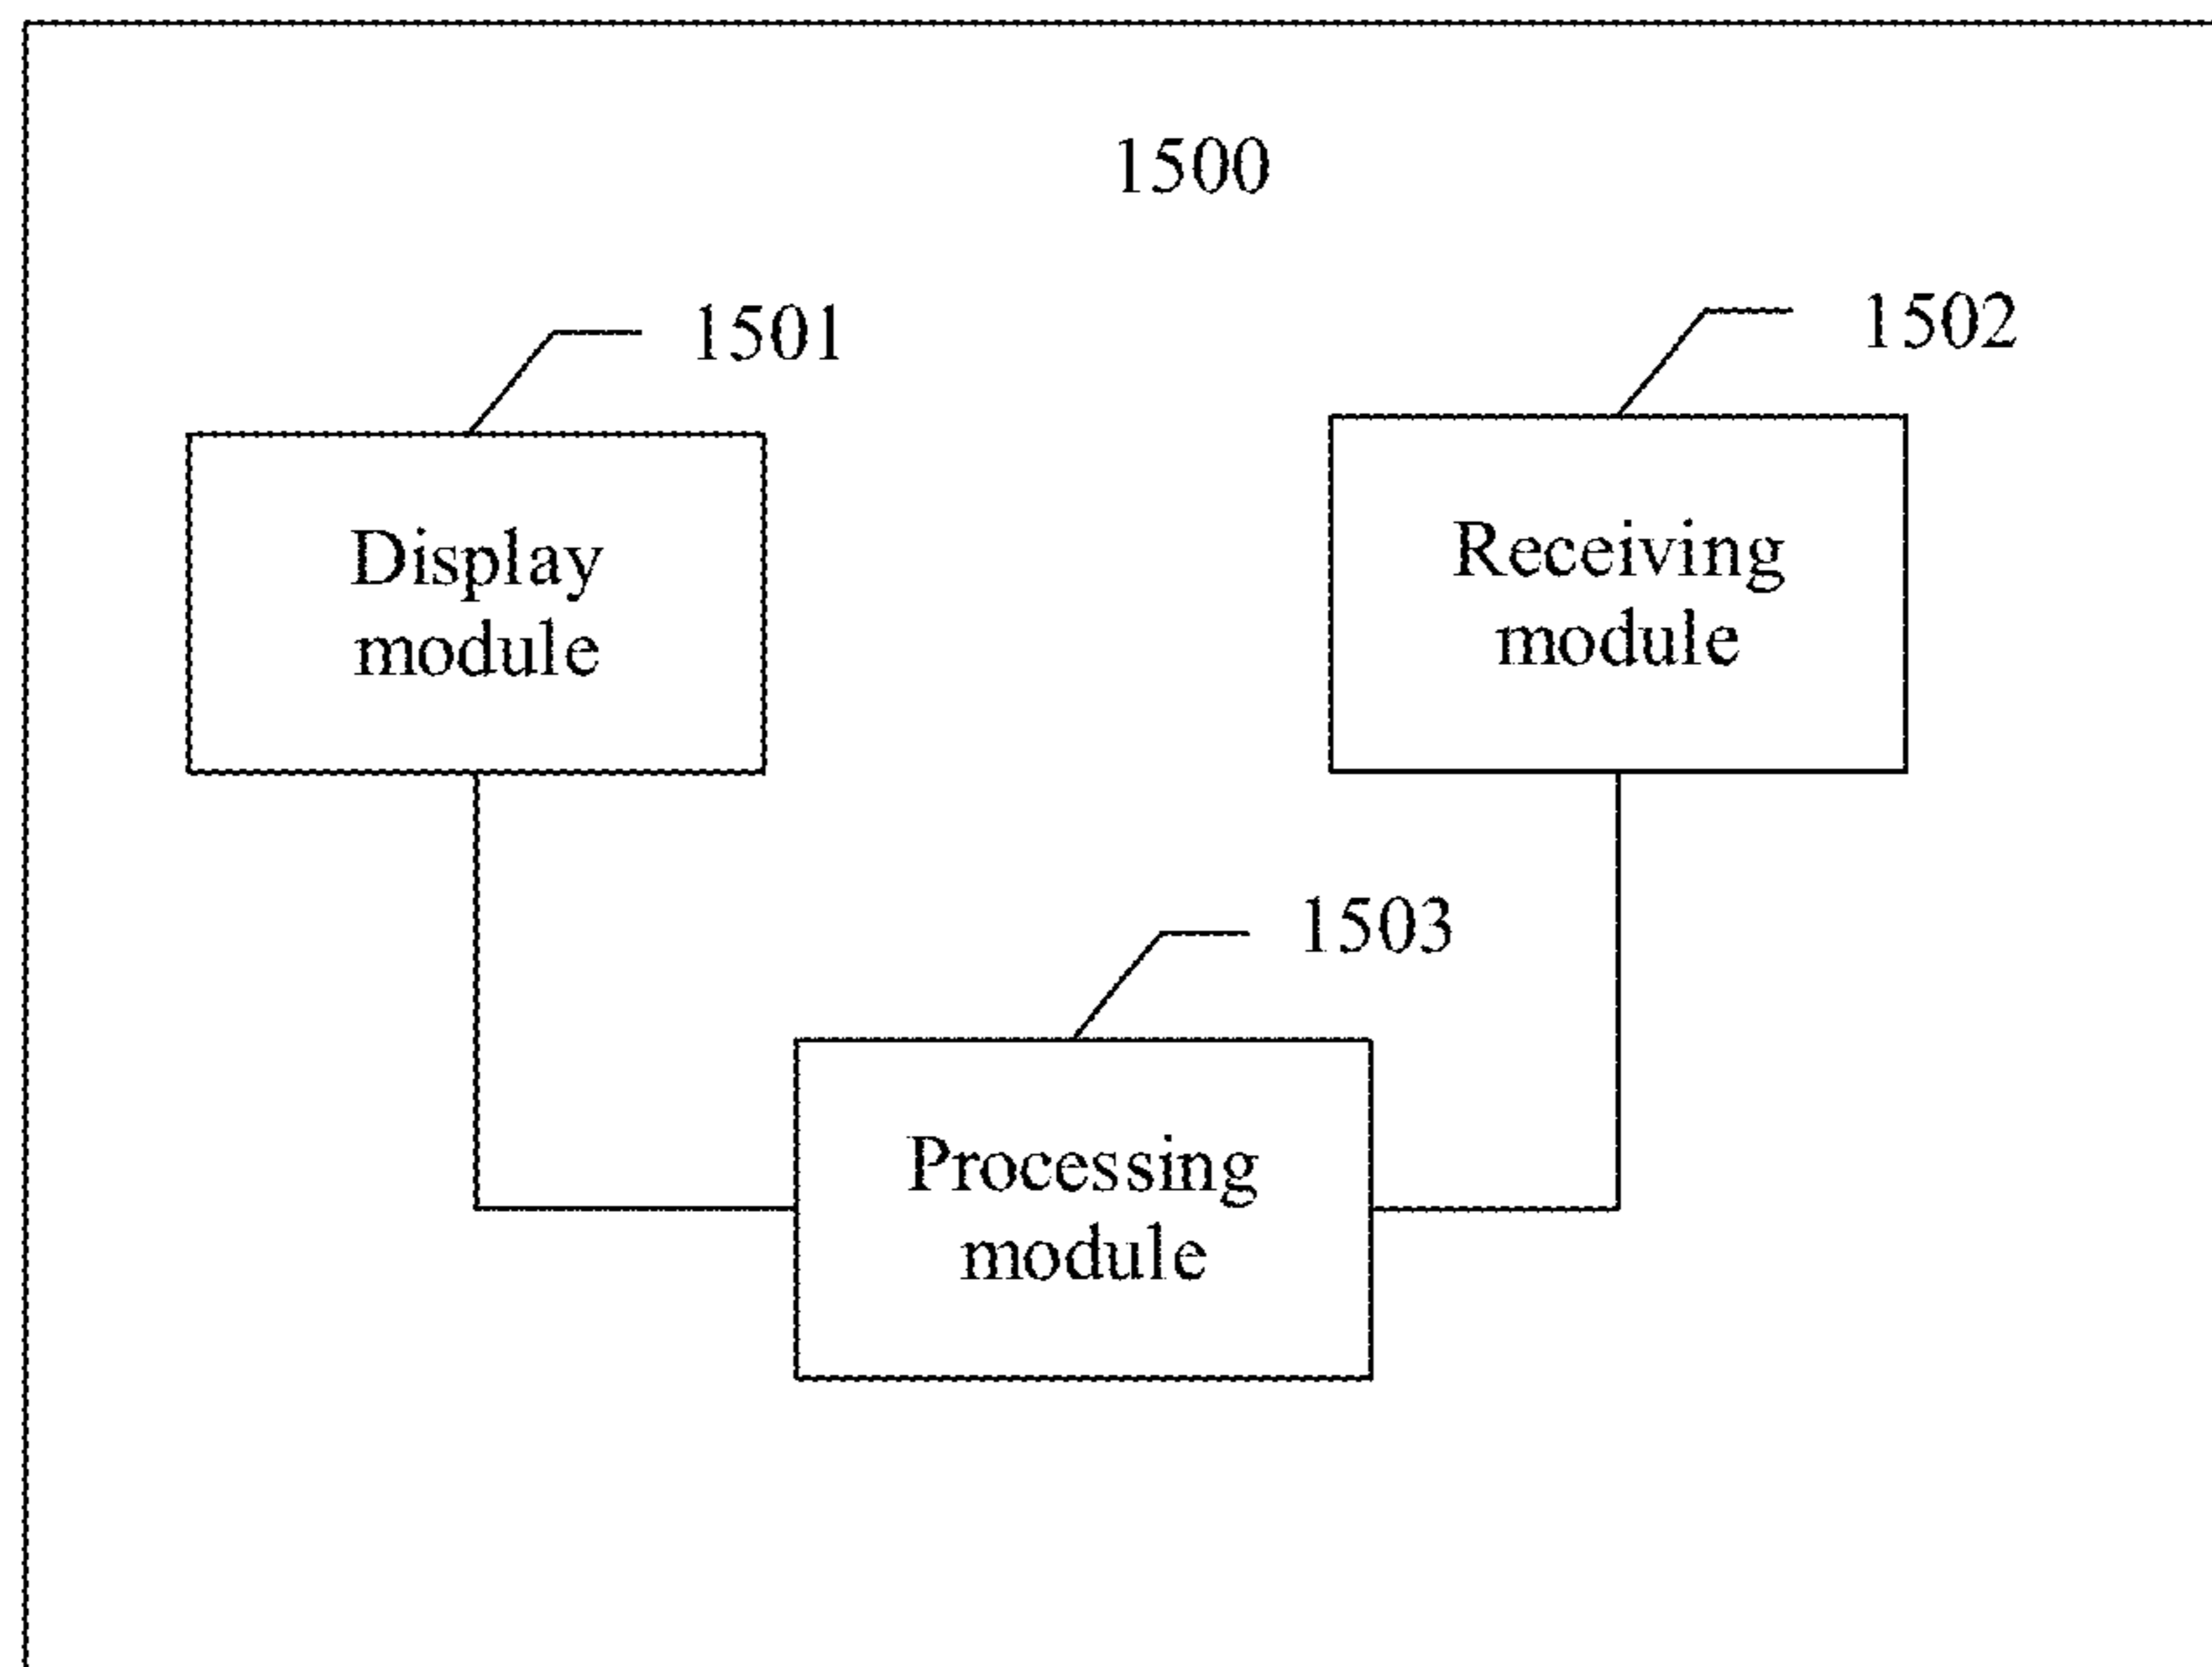 1500
1501
1502
Display
module
Receiving
module
1503
Processing
module